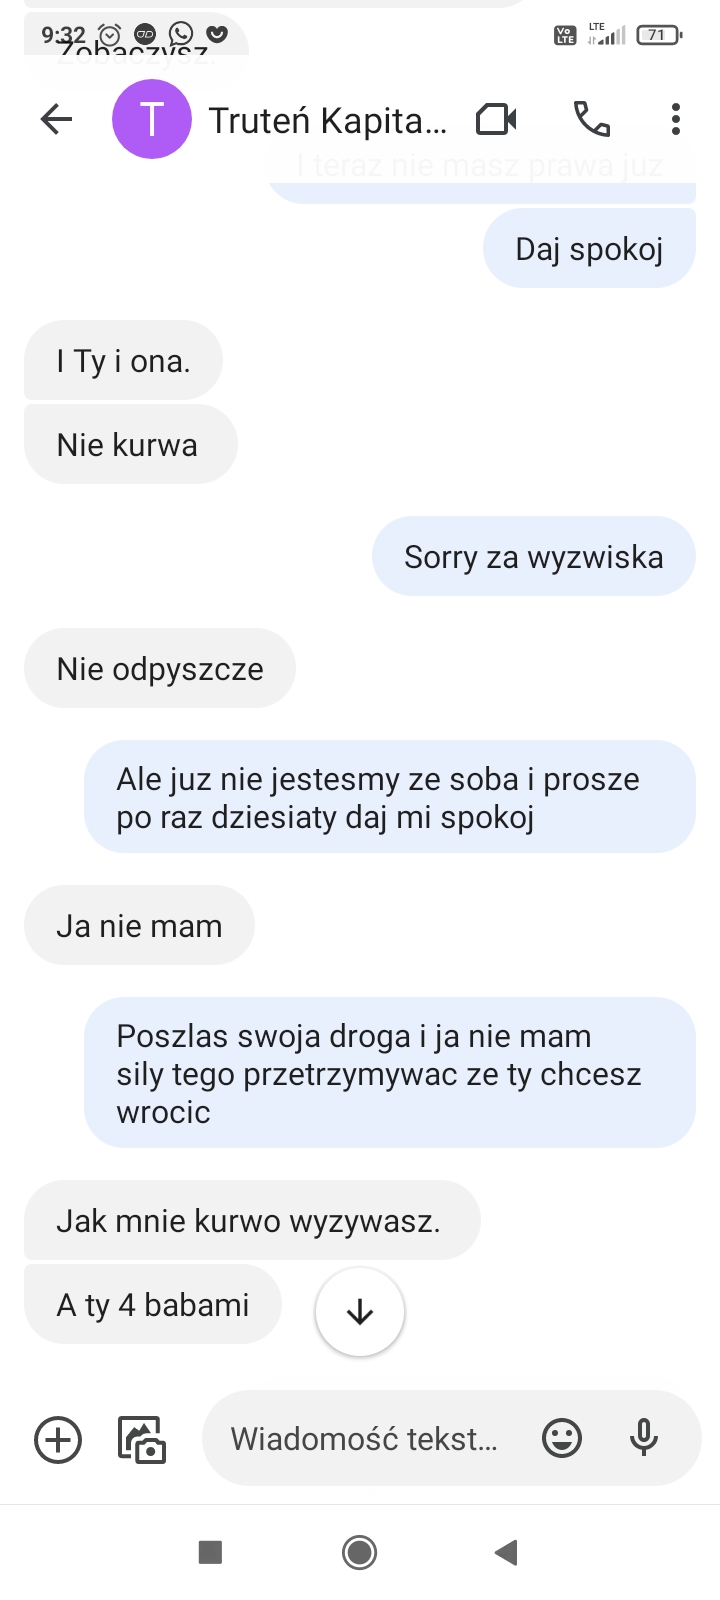 9:32
Vo LTE
LTE
71
Zobaczysz.
T
Truteń Kapita...
I teraz nie masz prawa juz
Daj spokoj
I Ty i ona.
Nie kurwa
Sorry za wyzwiska
Nie odpyszcze
Ale juz nie jestesmy ze soba i prosze
po raz dziesiaty daj mi spokoj
Ja nie mam
Poszlas swoja droga i ja nie mam
sily tego przetrzymywac ze ty chcesz
wrocic
Jak mnie kurwo wyzywasz.
A ty 4 babami
Wiadomość tekst...